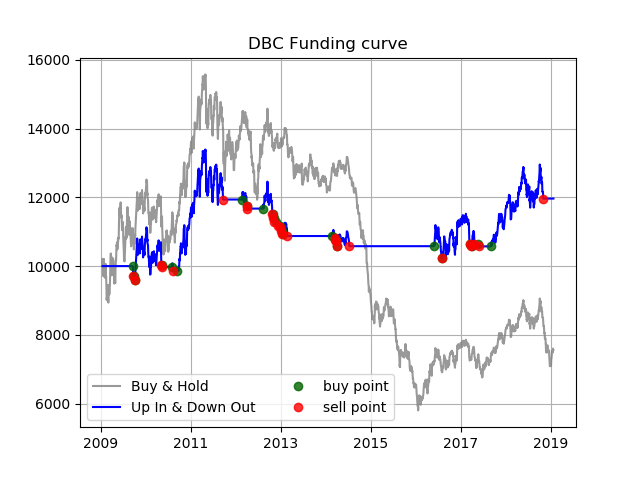 DBC Funding curve
16000
14000
12000
10000
8000
6000
Buy & Hold
Up In & Down Out
buy point
sell point
2009 2011 2013 2015 2017 2019